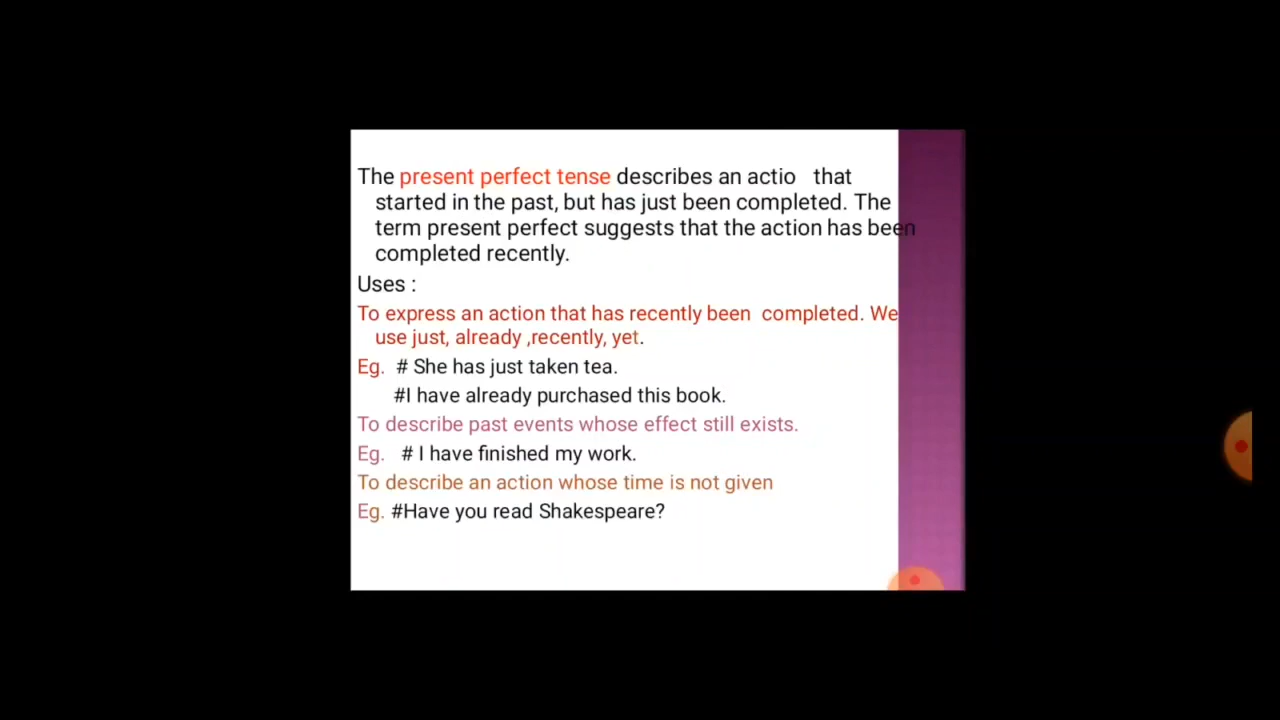 The present perfect tense describes an actio that
started in the past, but has just been completed. The
term present perfect suggests that the action has been
completed recently.
Uses :
To express an action that has recently been completed. We
use just, already ,recently, yet.
Eg. # She has just taken tea.
#I have already purchased this book.
To describe past events whose effect still exists.
Eg. # I have finished my work.
To describe an action whose time is not given
Eg. #Have you read Shakespeare?